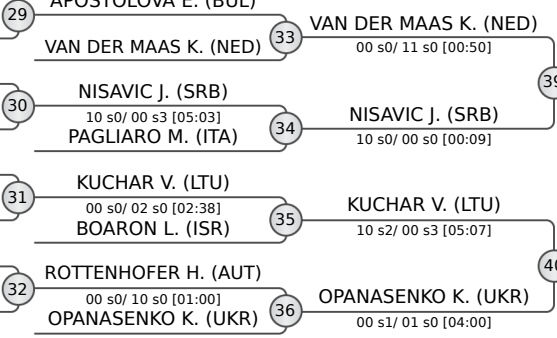 APOSTOLOVA E. (BUL)
29
VAN DER MAAS K. (NED)
33
VAN DER MAAS K. (NED)
00 s0/ 11 s0 [00:50]
39
NISAVIC J. (SRB)
30
10 s0/ 00 s3 [05:03]
PAGLIARO M. (ITA)
34
NISAVIC J. (SRB)
10 s0/ 00 s0 [00:09]
KUCHAR V. (LTU)
31
00 s0/ 02 s0 [02:38]
BOARON L. (ISR)
35
KUCHAR V. (LTU)
10 s2/ 00 s3 [05:07]
40
ROTTENHOFER H. (AUT)
32
00 s0/ 10 s0 [01:00]
OPANASENKO K. (UKR)
36
OPANASENKO K. (UKR)
00 s1/ 01 s0 [04:00]